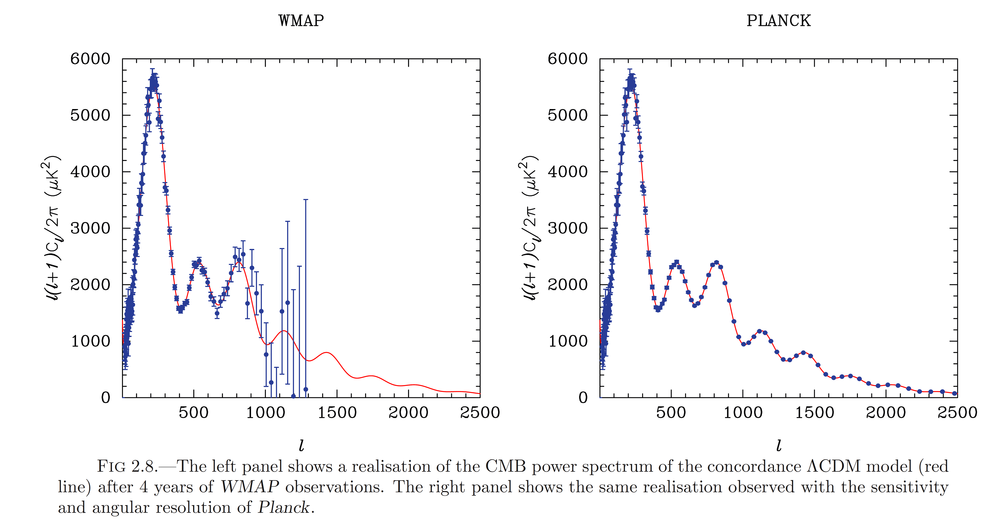 WMAP
PLANCK
6000
5000
4000
3000
2000
1000
0
l(l+1)Cl/2π (μK²)
500 1000 1500 2000 2500
l
6000
5000
4000
3000
2000
1000
0
l(l+1)Cl/2π (μK²)
500 1000 1500 2000 2500
l
FIG 2.8.—The left panel shows a realisation of the CMB power spectrum of the concordance ΛCDM model (red
line) after 4 years of WMAP observations. The right panel shows the same realisation observed with the sensitivity
and angular resolution of Planck.